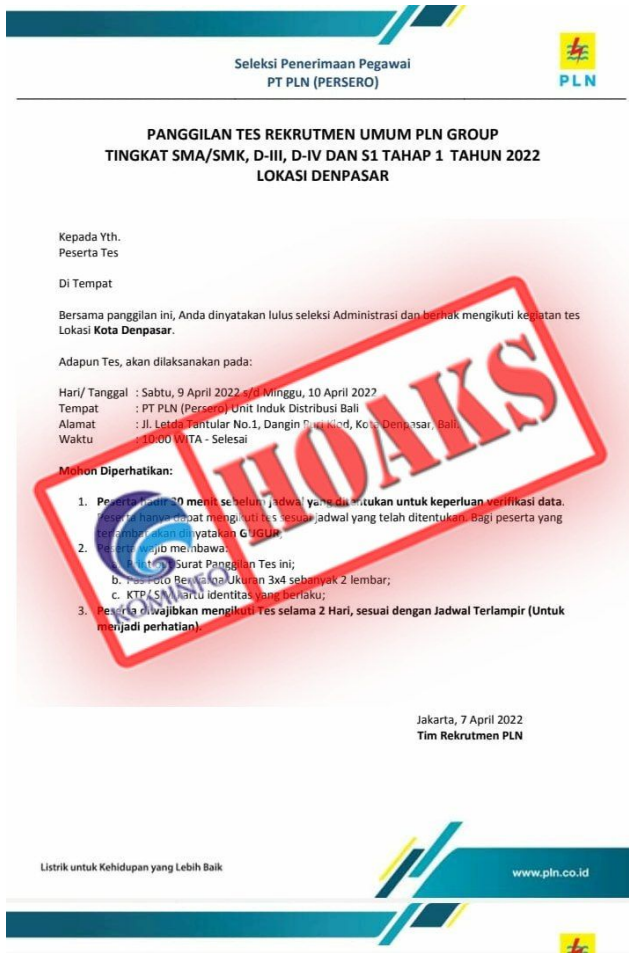 Seleksi Penerimaan Pegawai
PT PLN (PERSERO)
PLN
PANGGILAN TES REKRUTMEN UMUM PLN GROUP
TINGKAT SMA/SMK, D-III, D-IV DAN S1 TAHAP 1 TAHUN 2022
LOKASI DENPASAR
Kepada Yth.
Peserta Tes
Di Tempat
Bersama panggilan ini, Anda dinyatakan lulus seleksi Administrasi dan berhak mengikuti kegiatan tes
Lokasi Kota Denpasar.
Adapun Tes, akan dilaksanakan pada:
Hari/ Tanggal : Sabtu, 9 April 2022 s/d Minggu, 10 April 2022
Tempat : PT PLN (Persero) Unit Induk Distribusi Bali
Alamat : Jl. Letda Tantular No.1, Dangin Puri Klod, Kota Denpasar, Bali.
Waktu : 10:00 WITA - Selesai
Mohon Diperhatikan:
1. Peserta hadir 30 menit sebelum jadwal yang ditentukan untuk keperluan verifikasi data.
Peserta hanya dapat mengikuti tes sesuai jadwal yang telah ditentukan. Bagi peserta yang
terlambat akan dinyatakan GUGUR.
2. Peserta wajib membawa:
a. Print out Surat Panggilan Tes ini;
b. Pas Foto Berwarna Ukuran 3x4 sebanyak 2 lembar;
c. KTP/ SIM/kartu identitas yang berlaku;
3. Peserta diwajibkan mengikuti Tes selama 2 Hari, sesuai dengan Jadwal Terlampir (Untuk
menjadi perhatian).
HOAKS
KOMINFO
Jakarta, 7 April 2022
Tim Rekrutmen PLN
Listrik untuk Kehidupan yang Lebih Baik
www.pln.co.id